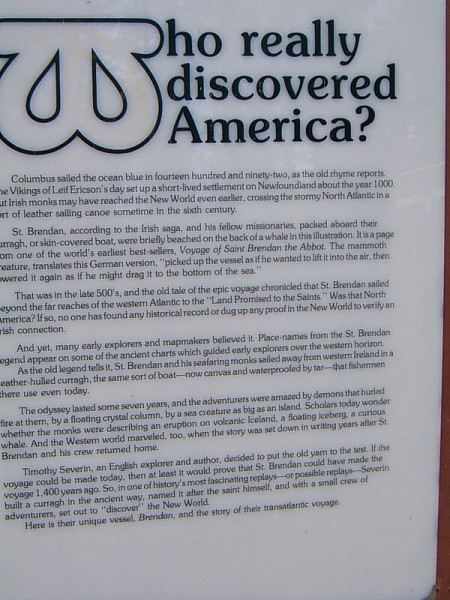 Who really
discovered
America?
Columbus sailed the ocean blue in fourteen hundred and ninety-two, as the old rhyme reports.
he Vikings of Leif Ericson's day set up a short-lived settlement on Newfoundland about the year 1000.
ut Irish monks may have reached the New World even earlier, crossing the stormy North Atlantic in a
ort of leather sailing canoe sometime in the sixth century.
St. Brendan, according to the Irish saga, and his fellow missionaries, packed aboard their
urragh, or skin-covered boat, were briefly beached on the back of a whale in this illustration. It is a page
om one of the world's earliest best-sellers, Voyage of Saint Brendan the Abbot. The mammoth
reature, translates this German version, "picked up the vessel as if he wanted to lift it into the air, then
owered it again as if he might drag it to the bottom of the sea."
That was in the late 500's, and the old tale of the epic voyage chronicled that St. Brendan sailed
beyond the far reaches of the western Atlantic to the "Land Promised to the Saints." Was that North
America? If so, no one has found any historical record or dug up any proof in the New World to verify an
rish connection.
And yet, many early explorers and mapmakers believed it. Place-names from the St. Brendan
legend appear on some of the ancient charts which guided early explorers over the western horizon.
As the old legend tells it, St. Brendan and his seafaring monks sailed away from western Ireland in a
leather-hulled curragh, the same sort of boat—now canvas and waterproofed by tar—that fishermen
there use even today.
The odyssey lasted some seven years, and the adventurers were amazed by demons that hurled
fire at them, by a floating crystal column, by a sea creature as big as an island. Scholars today wonder
whether the monks were describing an eruption on volcanic Iceland, a floating iceberg, a curious
whale. And the Western world marveled, too, when the story was set down in writing years after St.
Brendan and his crew returned home.
Timothy Severin, an English explorer and author, decided to put the old yarn to the test. If the
voyage could be made today, then at least it would prove that St. Brendan could have made the
voyage 1,400 years ago. So, in one of history's most fascinating replays—or possible replays—Severin
built a curragh in the ancient way, named it after the saint himself, and with a small crew of
adventurers, set out to "discover" the New World.
Here is their unique vessel, Brendan, and the story of their transatlantic voyage.